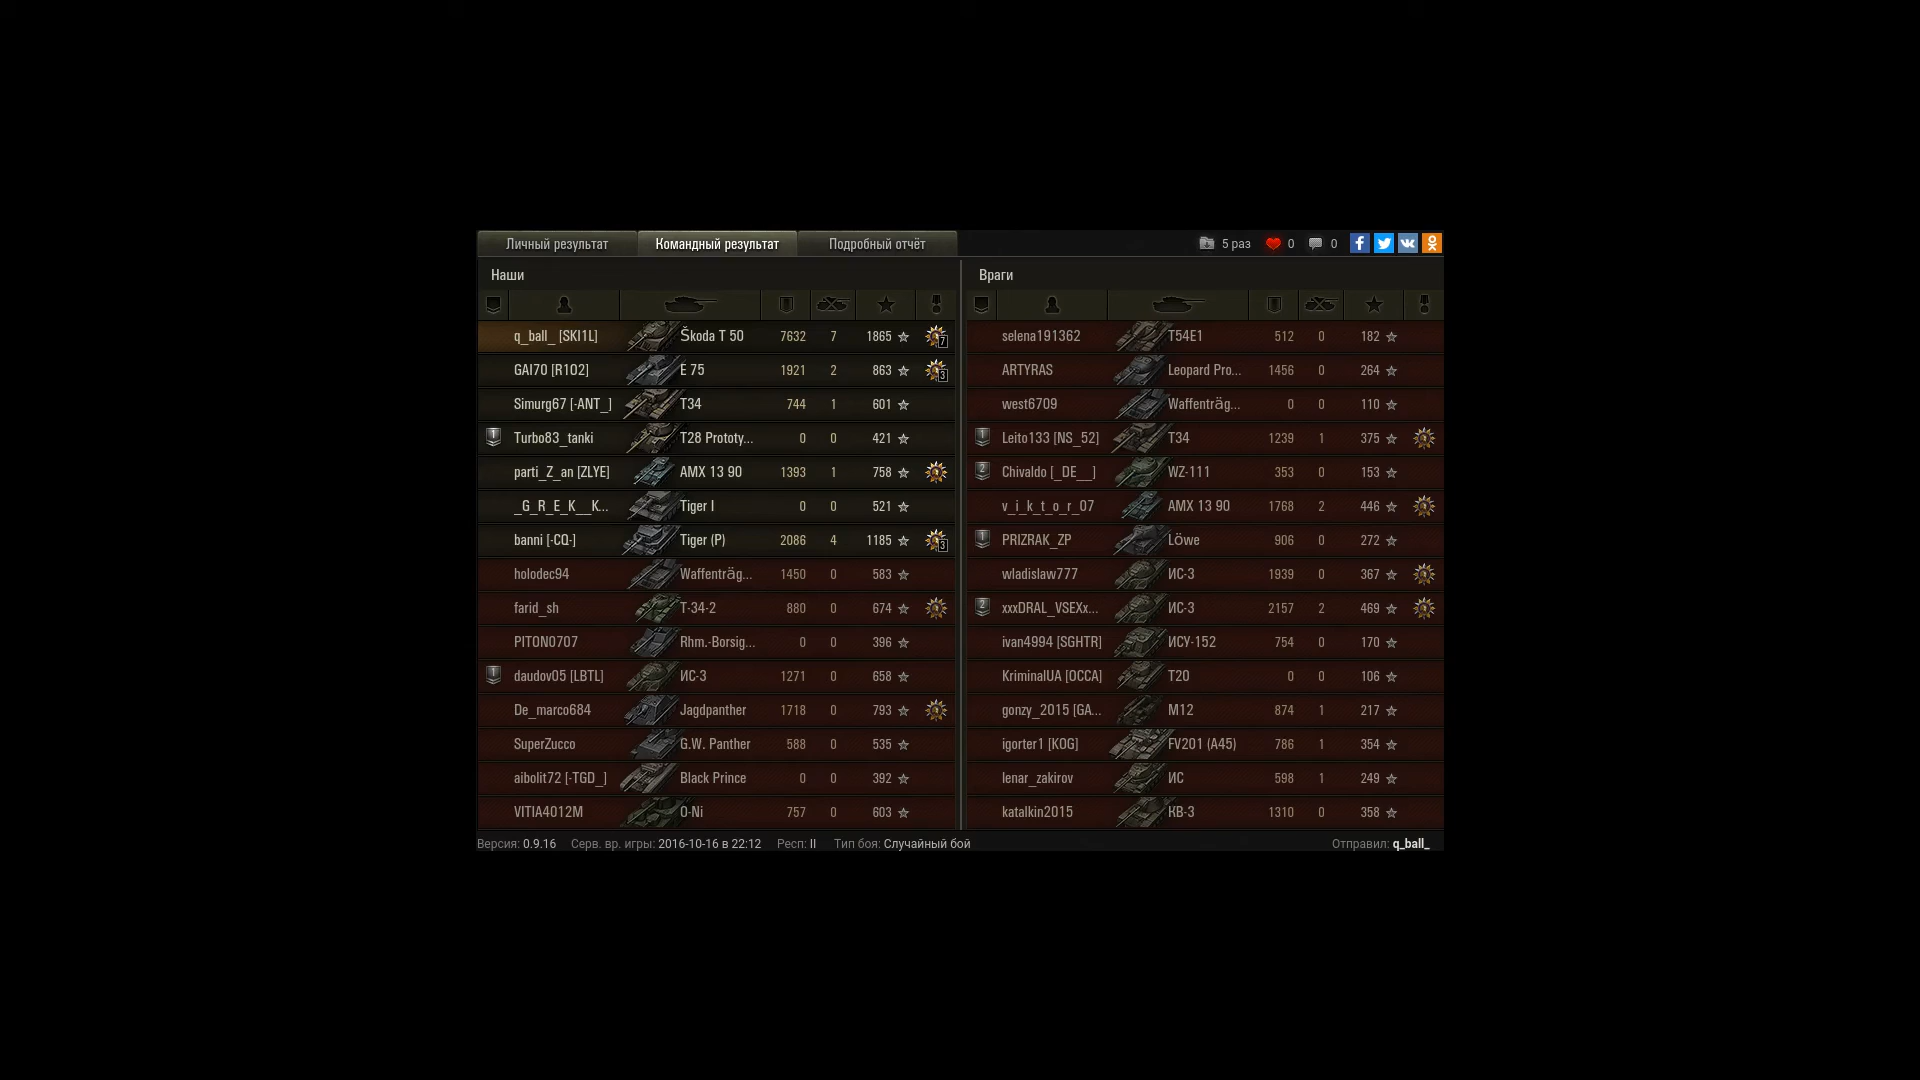 Личный результат Командный результат Подробный отчёт 5 раз 0 0
Наши Враги
q_ball_ [SKI1L] Škoda T 50 7632 7 1865 7 selena191362 T54E1 512 0 182
GAI70 [R1O2] E 75 1921 2 863 3 ARTYRAS Leopard Pro... 1456 0 264
Simurg67 [-ANT_] T34 744 1 601 west6709 Waffenträg... 0 0 110
1 Turbo83_tanki T28 Prototy... 0 0 421 1 Leito133 [NS_52] T34 1239 1 375
parti_Z_an [ZLYE] AMX 13 90 1393 1 758 2 Chivaldo [_DE__] WZ-111 353 0 153
_G_R_E_K__K... Tiger I 0 0 521 v_i_k_t_o_r_07 AMX 13 90 1768 2 446
banni [-CQ-] Tiger (P) 2086 4 1185 3 1 PRIZRAK_ZP Löwe 906 0 272
holodec94 Waffenträg... 1450 0 583 wladislaw777 ИС-3 1939 0 367
farid_sh T-34-2 880 0 674 2 xxxDRAL_VSEXx... ИС-3 2157 2 469
PITON0707 Rhm.-Borsig... 0 0 396 ivan4994 [SGHTR] ИСУ-152 754 0 170
1 daudov05 [LBTL] ИС-3 1271 0 658 KriminalUA [OCCA] T20 0 0 106
De_marco684 Jagdpanther 1718 0 793 gonzy_2015 [GA... M12 874 1 217
SuperZucco G.W. Panther 588 0 535 igorter1 [KOG] FV201 (A45) 786 1 354
aibolit72 [-TGD_] Black Prince 0 0 392 lenar_zakirov ИС 598 1 249
VITIA4012M O-Ni 757 0 603 katalkin2015 КВ-3 1310 0 358
Версия: 0.9.16 Серв. вр. игры: 2016-10-16 в 22:12 Респ: II Тип боя: Случайный бой Отправил: q_ball_